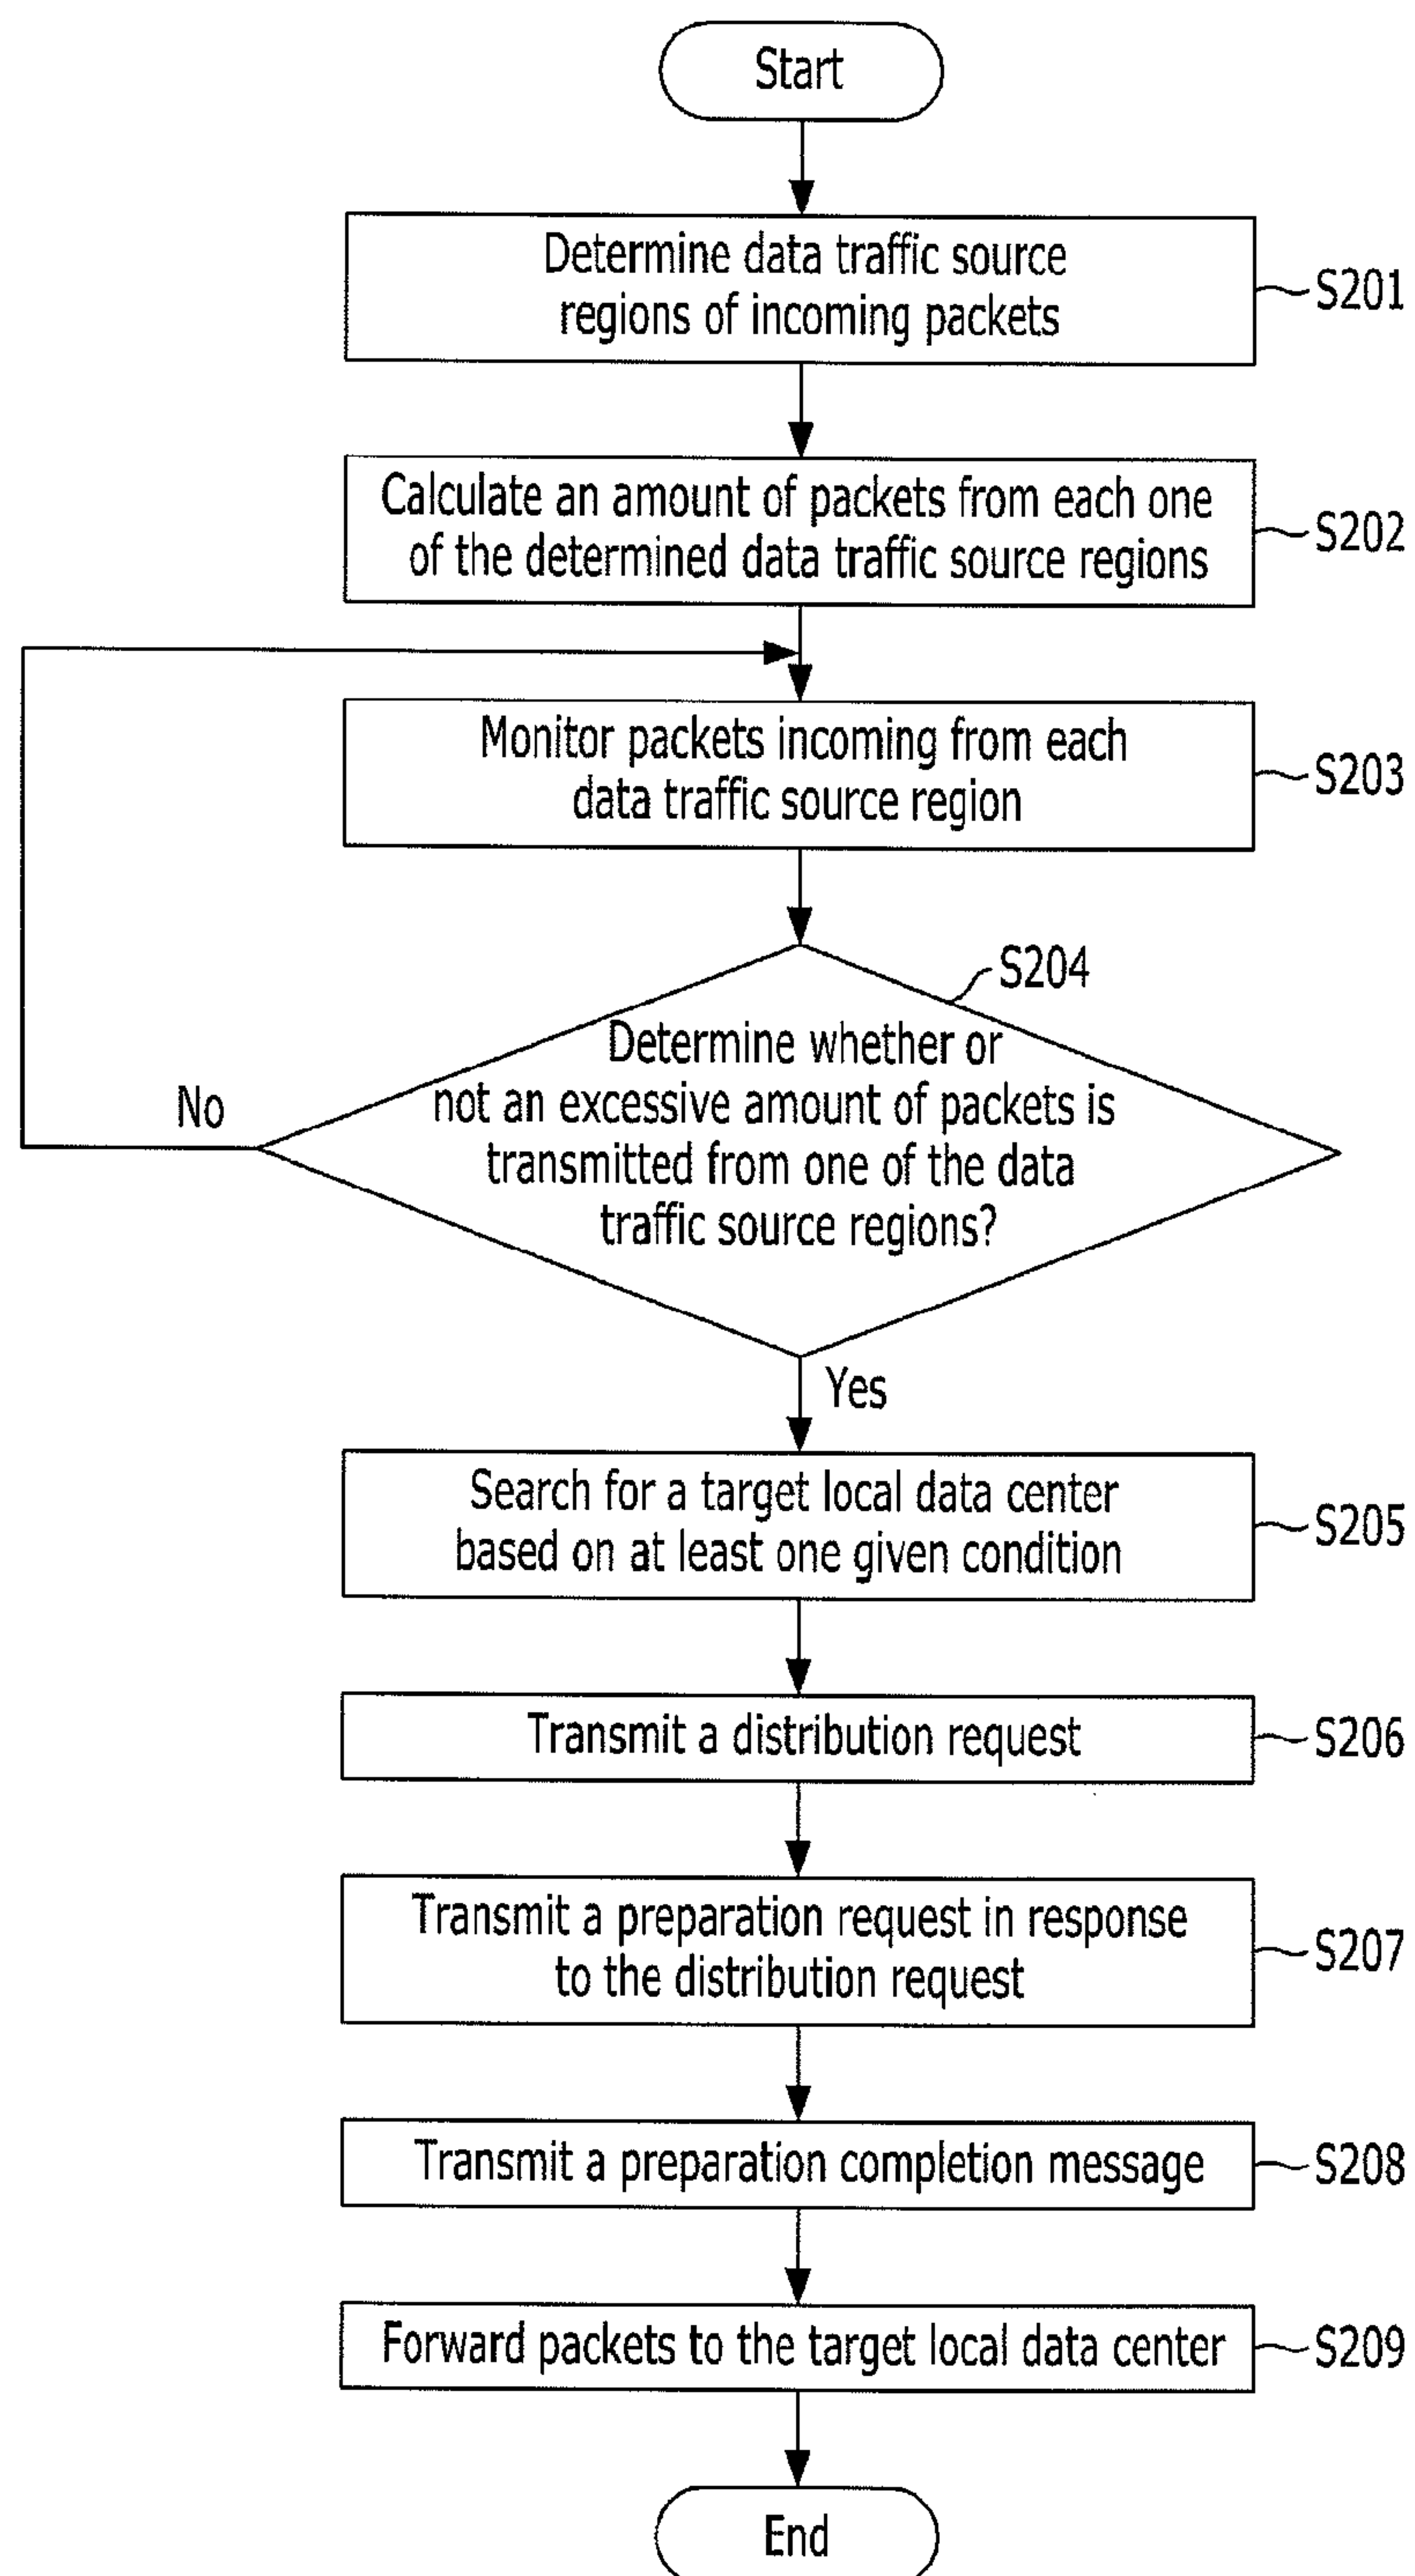 Start
Determine data traffic source
regions of incoming packets
S201
Calculate an amount of packets from each one
of the determined data traffic source regions
S202
Monitor packets incoming from each
data traffic source region
S203
S204
Determine whether or
not an excessive amount of packets is
transmitted from one of the data
traffic source regions?
No
Yes
Search for a target local data center
based on at least one given condition
S205
Transmit a distribution request
S206
Transmit a preparation request in response
to the distribution request
S207
Transmit a preparation completion message
S208
Forward packets to the target local data center
S209
End